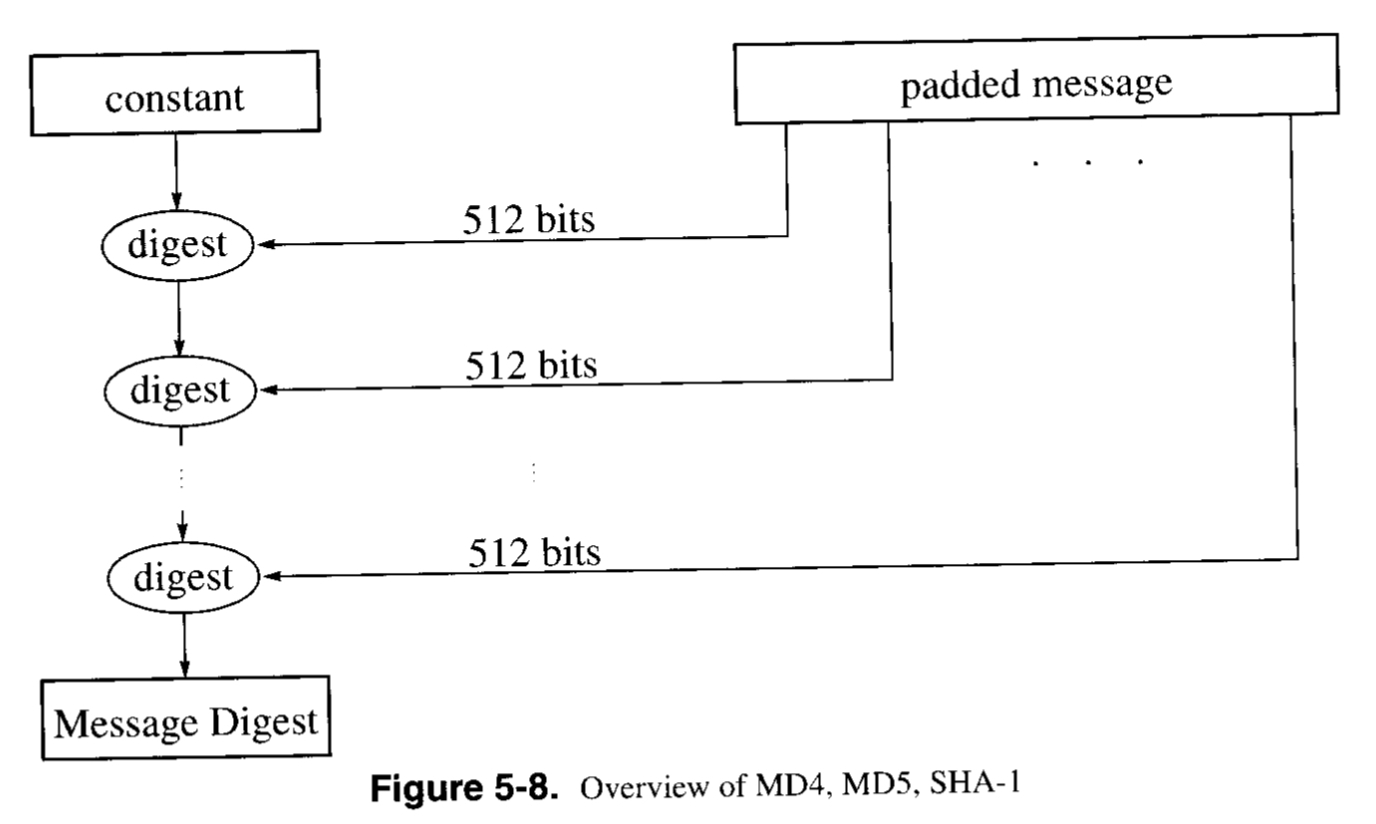 constant
padded message
. . .
512 bits
digest
512 bits
digest
512 bits
digest
Message Digest
Figure 5-8. Overview of MD4, MD5, SHA-1